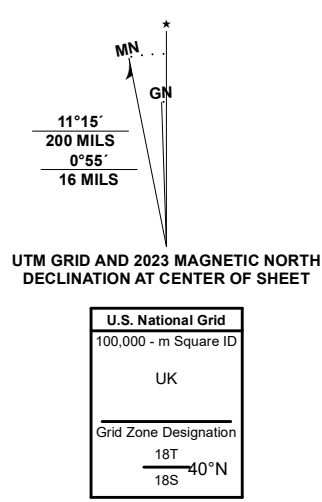 ★
MN
GN
11°15´
200 MILS
0°55´
16 MILS
UTM GRID AND 2023 MAGNETIC NORTH
DECLINATION AT CENTER OF SHEET
U.S. National Grid
100,000 - m Square ID
UK
Grid Zone Designation
18T
40°N
18S